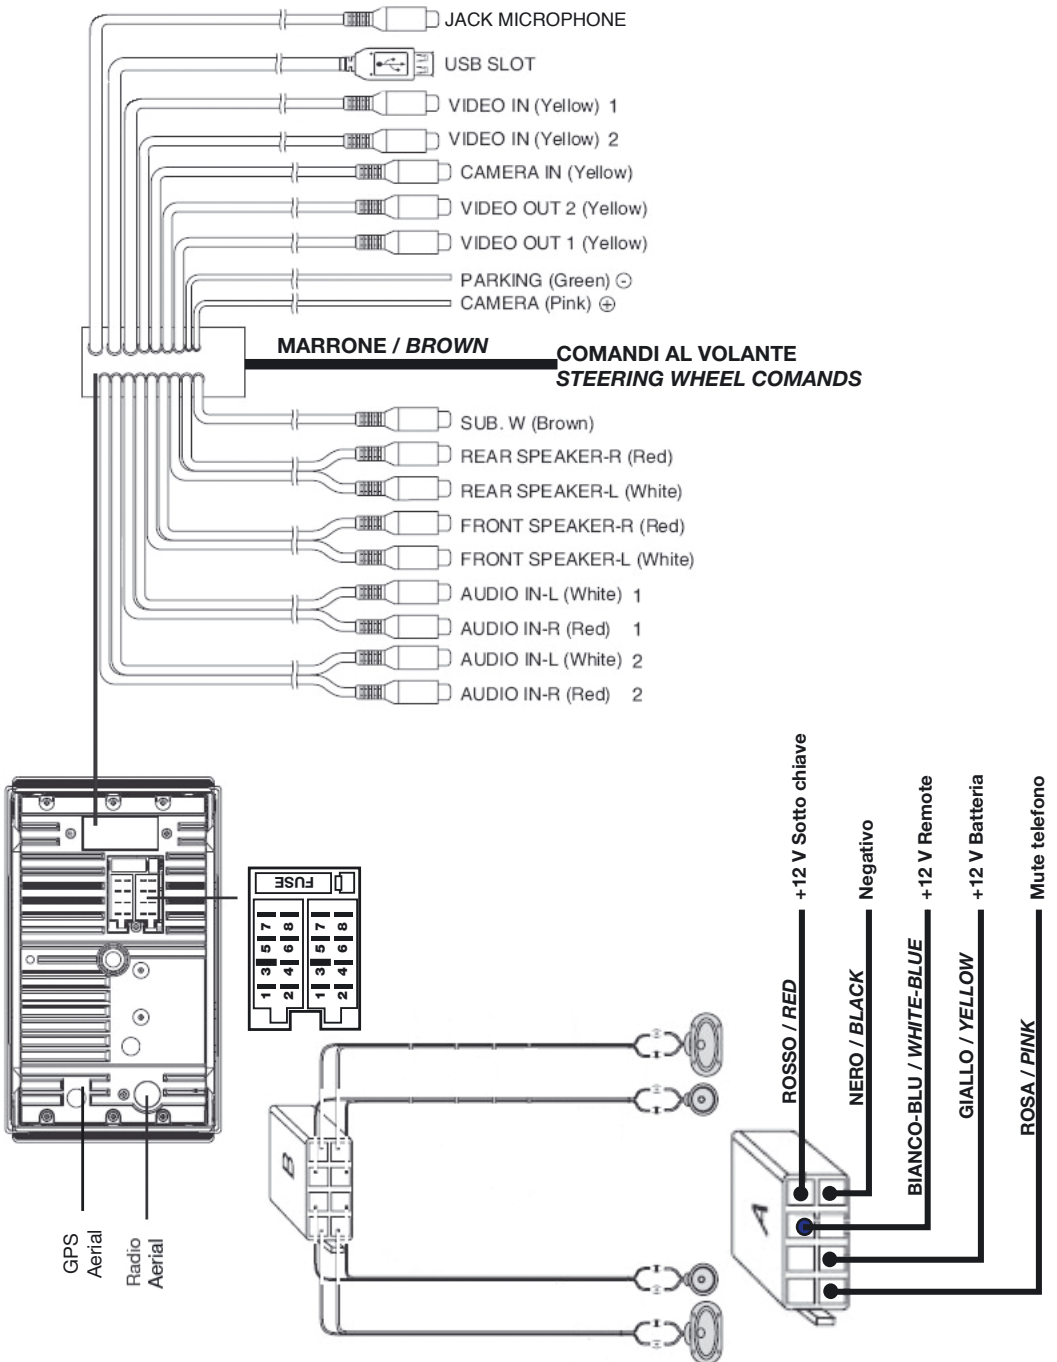 JACK MICROPHONE
USB SLOT
VIDEO IN (Yellow) 1
VIDEO IN (Yellow) 2
CAMERA IN (Yellow)
VIDEO OUT 2 (Yellow)
VIDEO OUT 1 (Yellow)
PARKING (Green) ⊖
CAMERA (Pink) ⊕
MARRONE / BROWN
COMANDI AL VOLANTE
STEERING WHEEL COMANDS
SUB. W (Brown)
REAR SPEAKER-R (Red)
REAR SPEAKER-L (White)
FRONT SPEAKER-R (Red)
FRONT SPEAKER-L (White)
AUDIO IN-L (White) 1
AUDIO IN-R (Red) 1
AUDIO IN-L (White) 2
AUDIO IN-R (Red) 2
FUSE
1 3 5 7
2 4 6 8
1 3 5 7
2 4 6 8
GPS
Aerial
Radio
Aerial
B
+12 V Sotto chiave
Negativo
+12 V Remote
+12 V Batteria
Mute telefono
ROSSO / RED
NERO / BLACK
BIANCO-BLU / WHITE-BLUE
GIALLO / YELLOW
ROSA / PINK
A